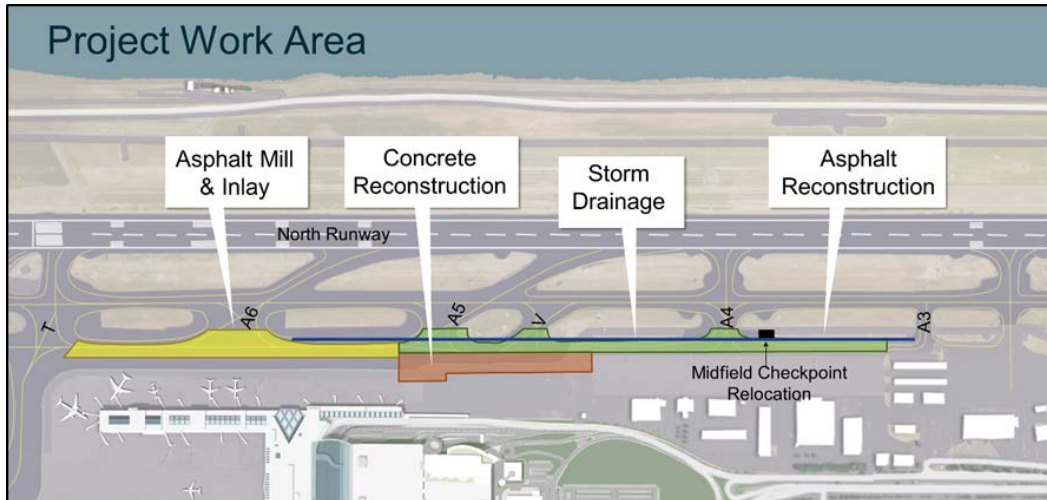 Project Work Area
Asphalt Mill
& Inlay
Concrete
Reconstruction
Storm
Drainage
Asphalt
Reconstruction
North Runway
T
A6
A5
V
A4
A3
Midfield Checkpoint
Relocation